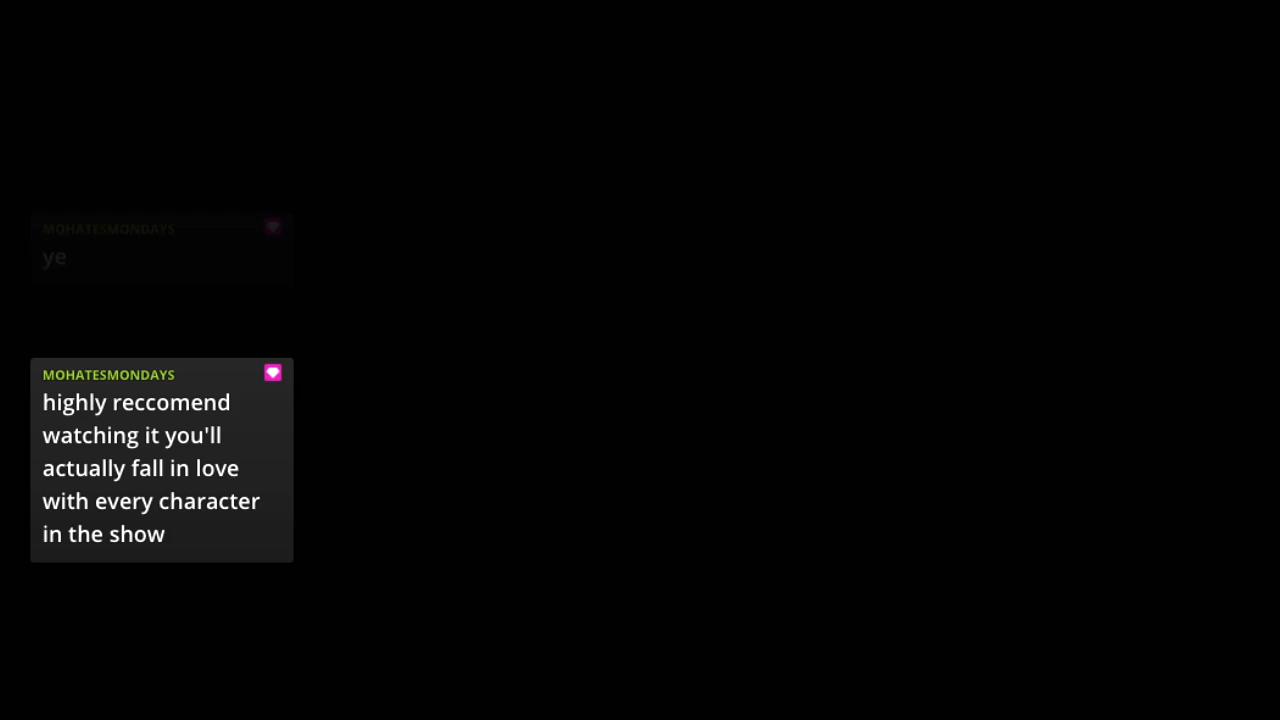 MOHATESMONDAYS
ye
MOHATESMONDAYS
highly reccomend
watching it you'll
actually fall in love
with every character
in the show